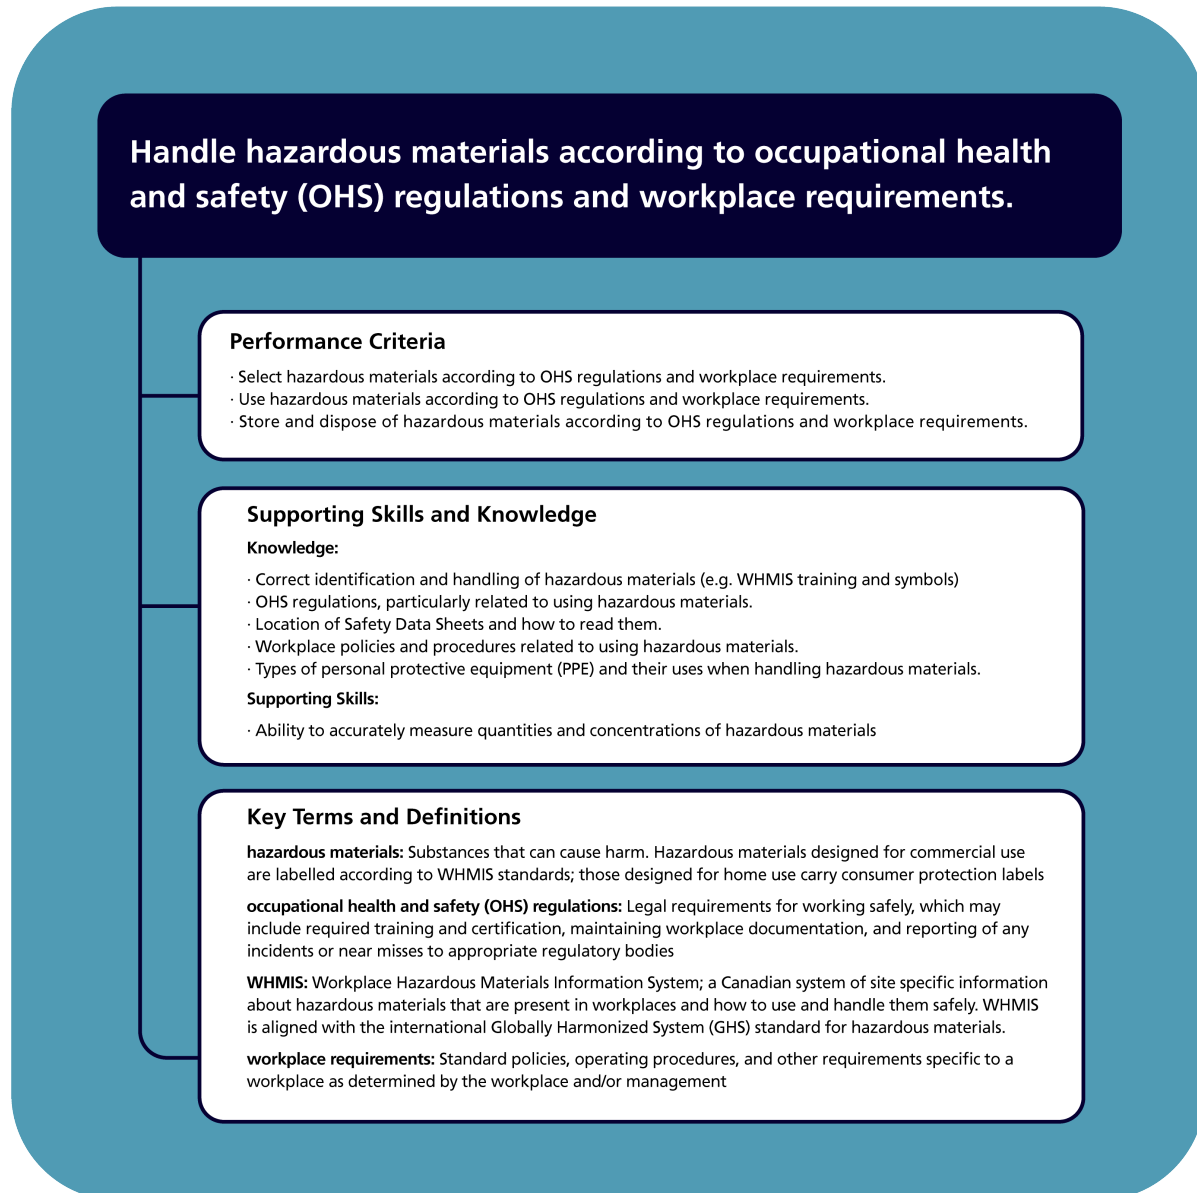 Handle hazardous materials according to occupational health
and safety (OHS) regulations and workplace requirements.
Performance Criteria
· Select hazardous materials according to OHS regulations and workplace requirements.
· Use hazardous materials according to OHS regulations and workplace requirements.
· Store and dispose of hazardous materials according to OHS regulations and workplace requirements.
Supporting Skills and Knowledge
Knowledge:
· Correct identification and handling of hazardous materials (e.g. WHMIS training and symbols)
· OHS regulations, particularly related to using hazardous materials.
· Location of Safety Data Sheets and how to read them.
· Workplace policies and procedures related to using hazardous materials.
· Types of personal protective equipment (PPE) and their uses when handling hazardous materials.
Supporting Skills:
· Ability to accurately measure quantities and concentrations of hazardous materials
Key Terms and Definitions
hazardous materials: Substances that can cause harm. Hazardous materials designed for commercial use
are labelled according to WHMIS standards; those designed for home use carry consumer protection labels
occupational health and safety (OHS) regulations: Legal requirements for working safely, which may
include required training and certification, maintaining workplace documentation, and reporting of any
incidents or near misses to appropriate regulatory bodies
WHMIS: Workplace Hazardous Materials Information System; a Canadian system of site specific information
about hazardous materials that are present in workplaces and how to use and handle them safely. WHMIS
is aligned with the international Globally Harmonized System (GHS) standard for hazardous materials.
workplace requirements: Standard policies, operating procedures, and other requirements specific to a
workplace as determined by the workplace and/or management